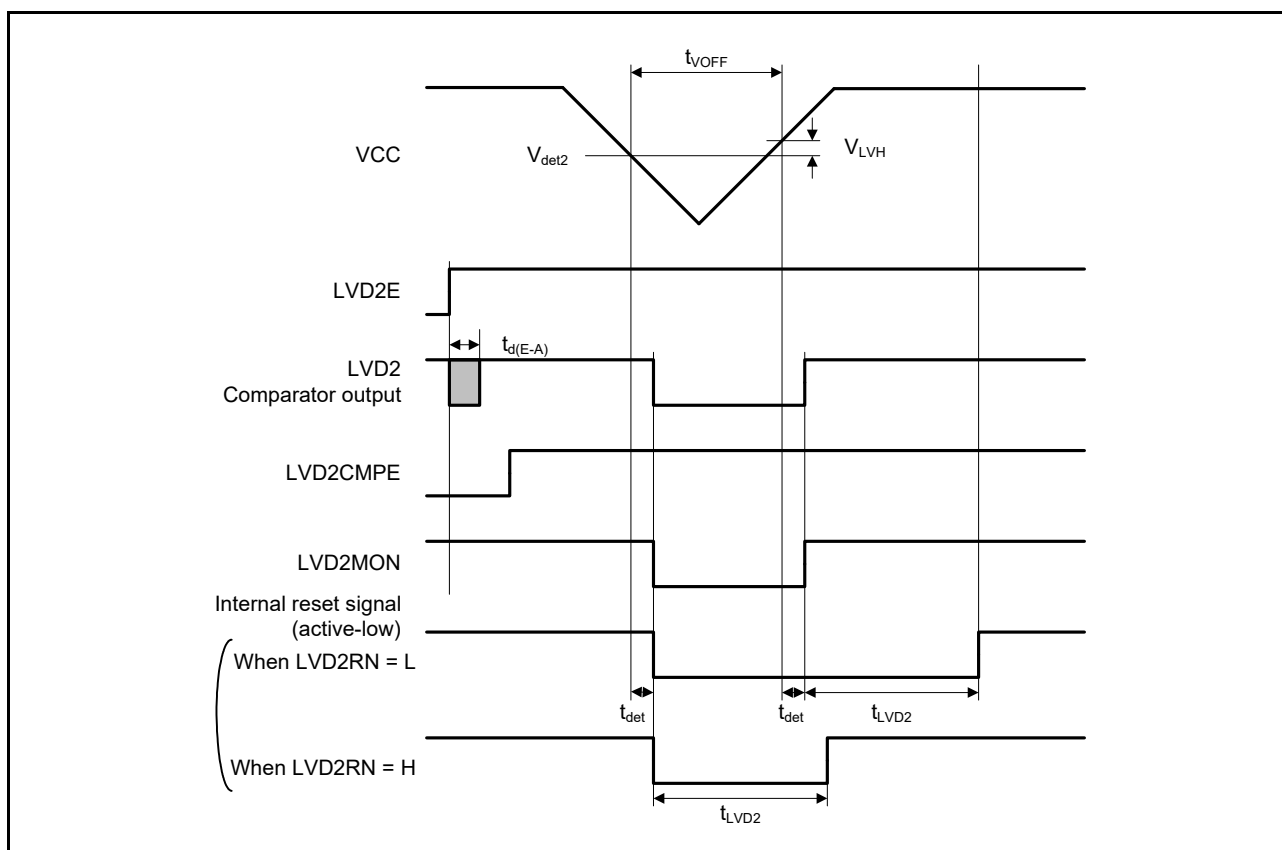 tVOFF
VCC
Vdet2
VLVH
LVD2E
td(E-A)
LVD2
Comparator output
LVD2CMPE
LVD2MON
Internal reset signal
(active-low)
When LVD2RN = L
tdet
tdet
tLVD2
When LVD2RN = H
tLVD2